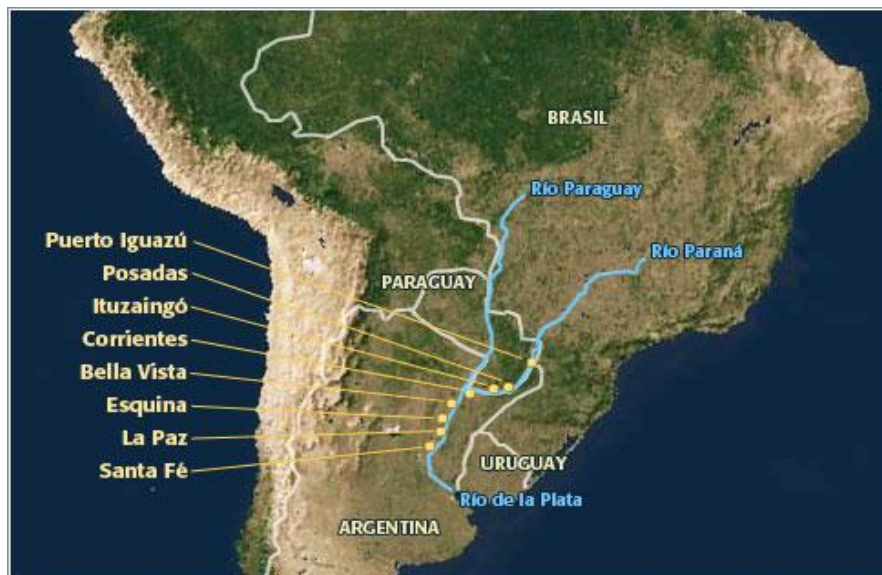 BRASIL
Río Paraguay
Río Paraná
Puerto Iguazú
Posadas
PARAGUAY
Ituzaingó
Corrientes
Bella Vista
Esquina
La Paz
Santa Fé
URUGUAY
Río de la Plata
ARGENTINA